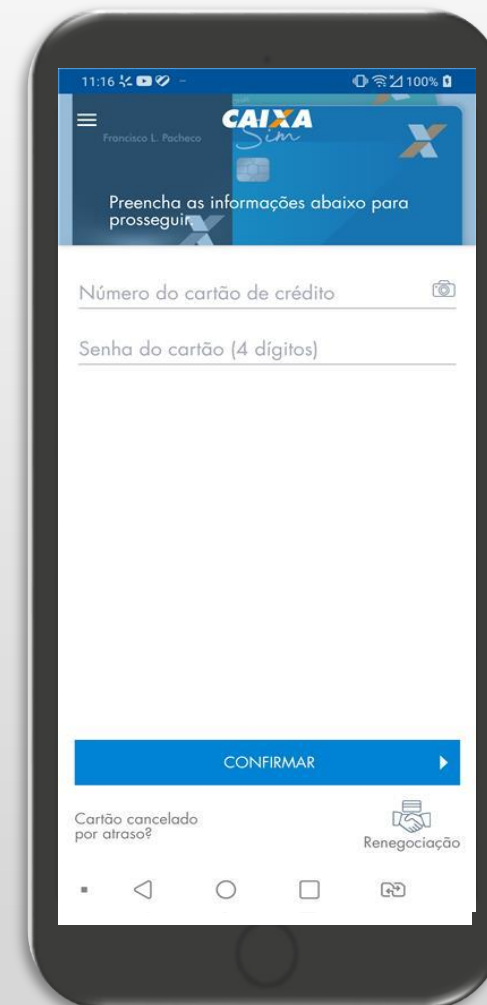 11:16
100%
CAIXA
Sim
Francisco L. Pacheco
Preencha as informações abaixo para
prosseguir.
Número do cartão de crédito
Senha do cartão (4 dígitos)
CONFIRMAR
Cartão cancelado
por atraso?
Renegociação